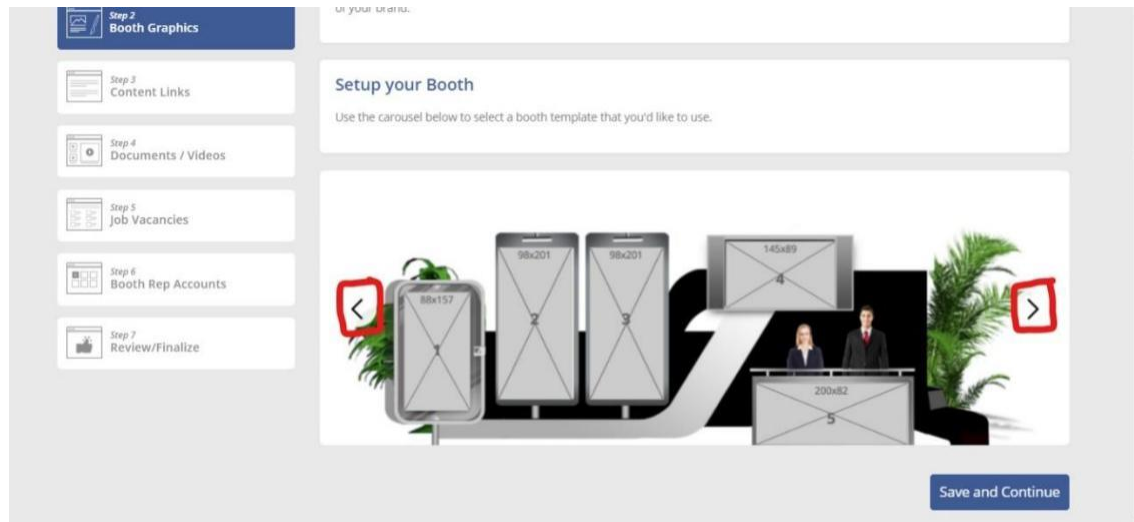 Step 2
Booth Graphics
of your brand.
Step 3
Content Links
Setup your Booth
Use the carousel below to select a booth template that you'd like to use.
Step 4
Documents / Videos
Step 5
Job Vacancies
Step 6
Booth Rep Accounts
Step 7
Review/Finalize
88x157
1
98x201
2
98x201
3
145x89
4
200x82
5
Save and Continue